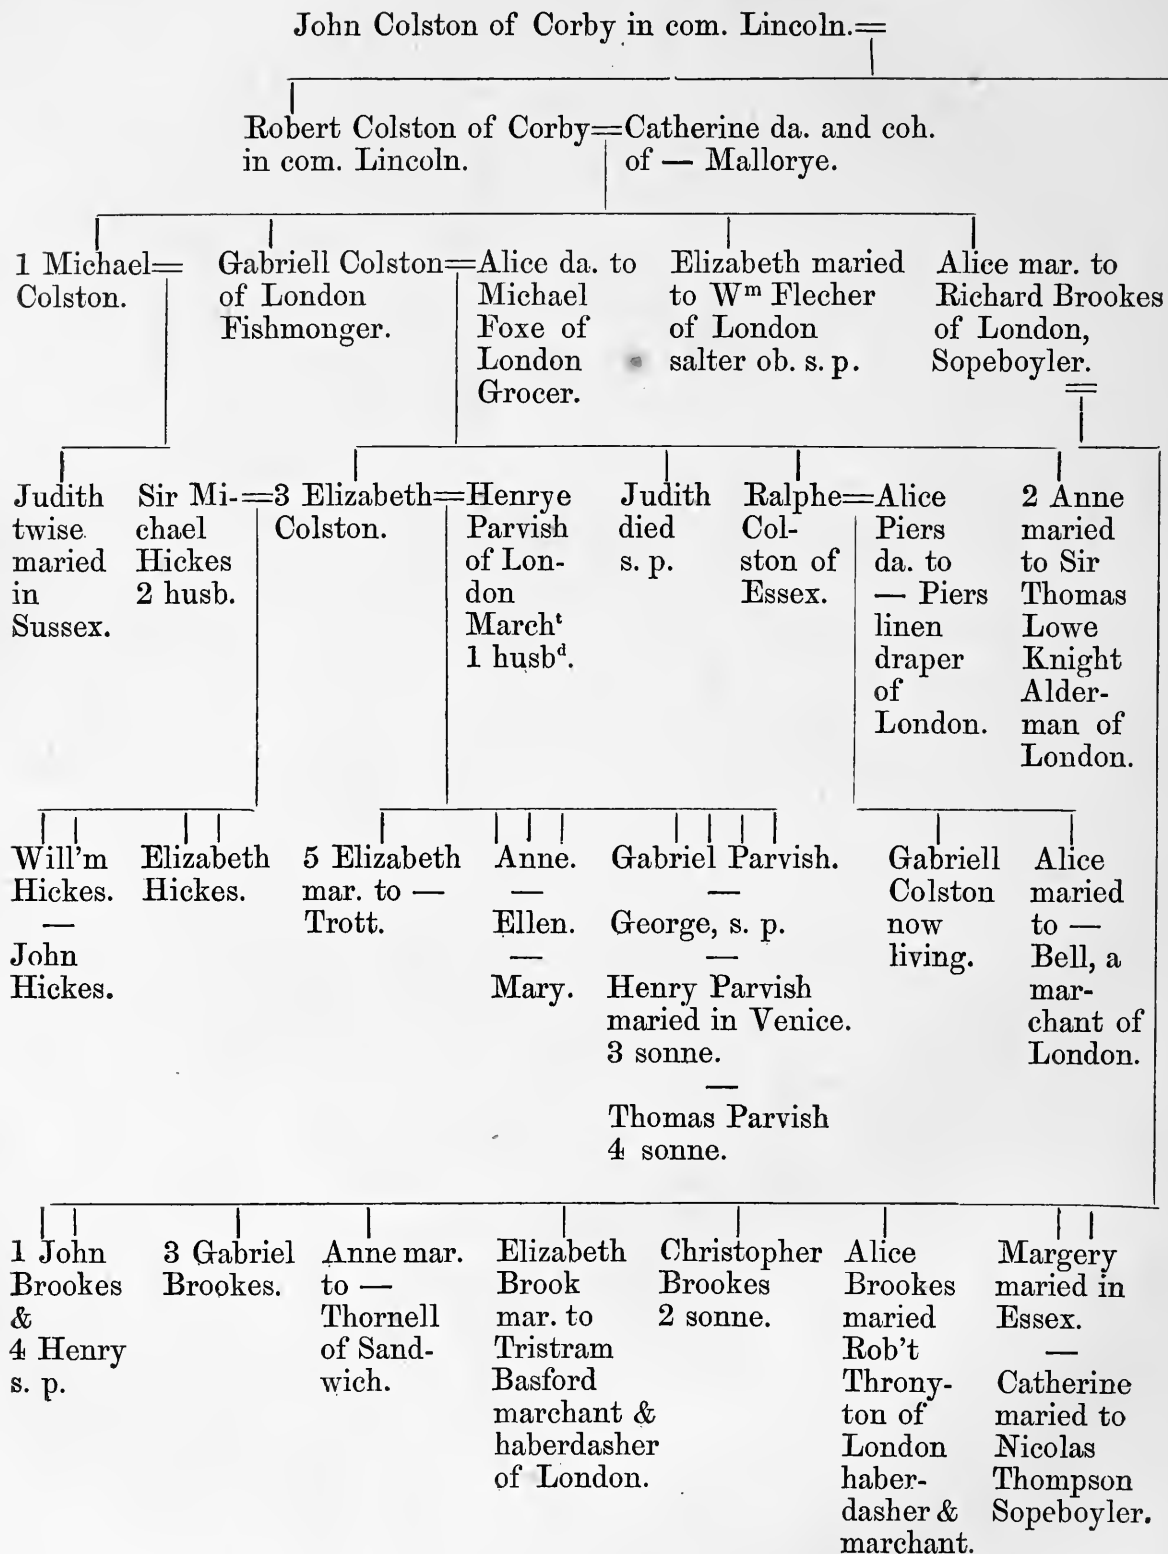 John Colston of Corby in com. Lincoln.=
Robert Colston of Corby=Catherine da. and coh.
in com. Lincoln. of — Mallorye.
1 Michael=
Colston.
Gabriell Colston=
of London
Fishmonger.
Alice da. to
Michael
Foxe of
London
Grocer.
Elizabeth maried
to Wᵐ Flecher
of London
salter ob. s. p.
Alice mar. to
Richard Brookes
of London,
Sopeboyler.
=
Judith
twise
maried
in
Sussex.
Sir Mi-=
chael
Hickes
2 husb.
3 Elizabeth=
Colston.
Henrye
Parvish
of Lon-
don
Marchᵗ
1 husbᵈ.
Judith
died
s. p.
Ralphe=
Col-
ston of
Essex.
Alice
Piers
da. to
— Piers
linen
draper
of
London.
2 Anne
maried
to Sir
Thomas
Lowe
Knight
Alder-
man of
London.
Will'm
Hickes.
—
John
Hickes.
Elizabeth
Hickes.
5 Elizabeth
mar. to —
Trott.
Anne.
—
Ellen.
—
Mary.
Gabriel Parvish.
—
George, s. p.
—
Henry Parvish
maried in Venice.
3 sonne.
—
Thomas Parvish
4 sonne.
Gabriell
Colston
now
living.
Alice
maried
to —
Bell, a
mar-
chant of
London.
1 John
Brookes
&
4 Henry
s. p.
3 Gabriel
Brookes.
Anne mar.
to —
Thornell
of Sand-
wich.
Elizabeth
Brook
mar. to
Tristram
Basford
marchant &
haberdasher
of London.
Christopher
Brookes
2 sonne.
Alice
Brookes
maried
Rob't
Throny-
ton of
London
haber-
dasher &
marchant.
Margery
maried in
Essex.
—
Catherine
maried to
Nicolas
Thompson
Sopeboyler.